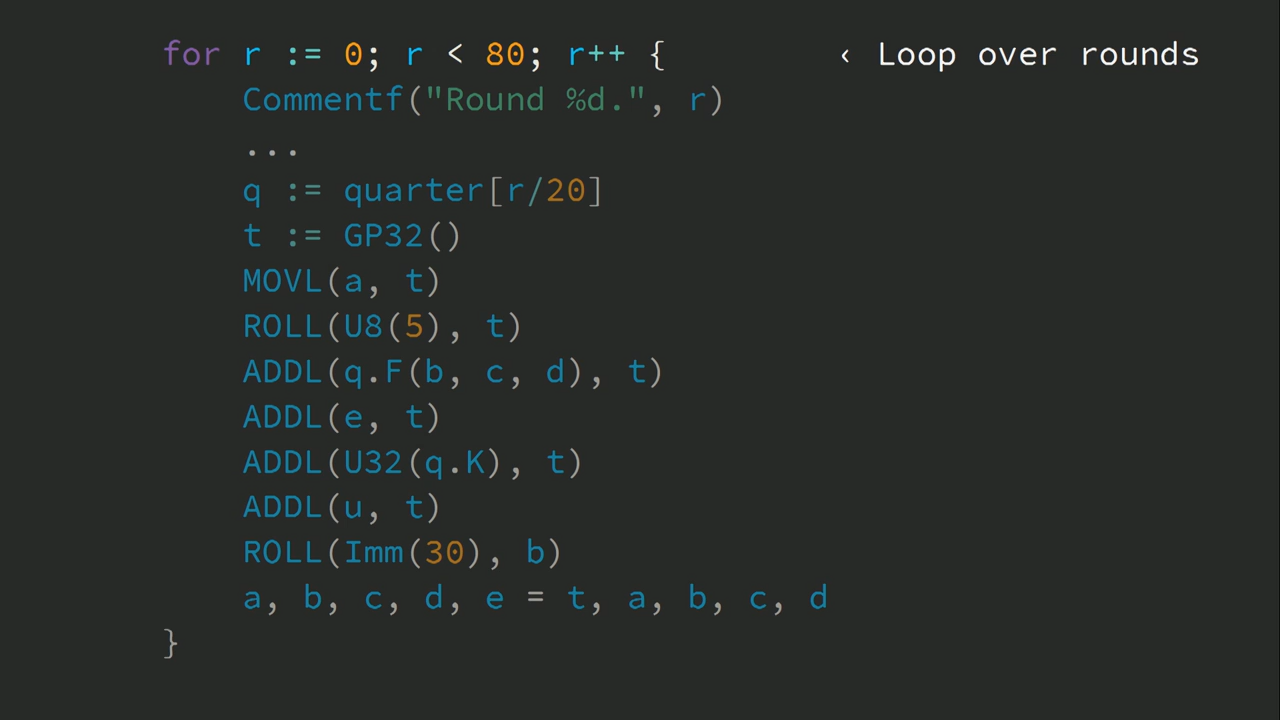 for r := 0; r < 80; r++ { ‹ Loop over rounds
Commentf("Round %d.", r)
...
q := quarter[r/20]
t := GP32()
MOVL(a, t)
ROLL(U8(5), t)
ADDL(q.F(b, c, d), t)
ADDL(e, t)
ADDL(U32(q.K), t)
ADDL(u, t)
ROLL(Imm(30), b)
a, b, c, d, e = t, a, b, c, d
}